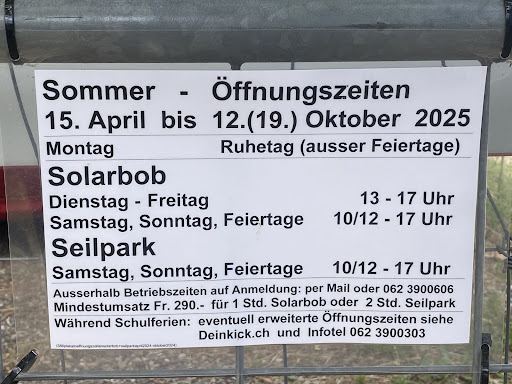 Sommer - Öffnungszeiten
15. April bis 12.(19.) Oktober 2025
Montag Ruhetag (ausser Feiertage)
Solarbob
Dienstag - Freitag 13 - 17 Uhr
Samstag, Sonntag, Feiertage 10/12 - 17 Uhr
Seilpark
Samstag, Sonntag, Feiertage 10/12 - 17 Uhr
Ausserhalb Betriebszeiten auf Anmeldung: per Mail oder 062 3900606
Mindestumsatz Fr. 290.- für 1 Std. Solarbob oder 2 Std. Seilpark
Während Schulferien: eventuell erweiterte Öffnungszeiten siehe
Deinkick.ch und Infotel 062 3900303